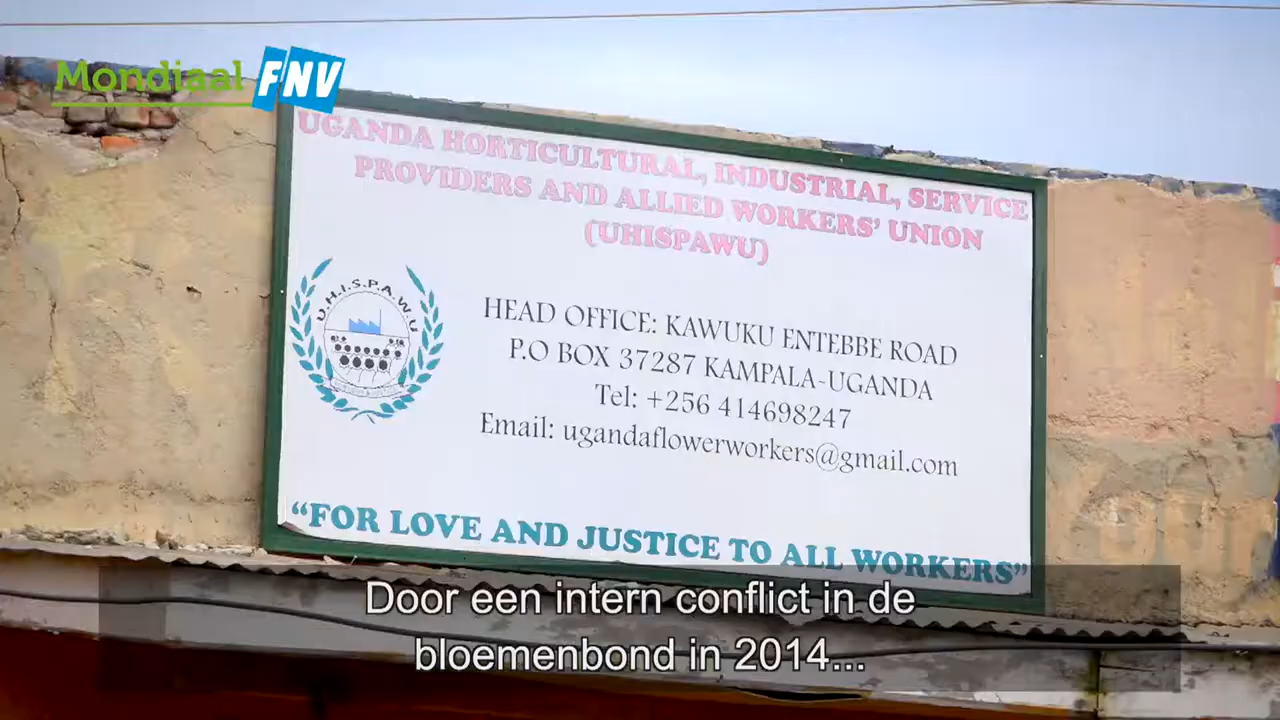 Mondiaal FNV
UGANDA HORTICULTURAL, INDUSTRIAL, SERVICE
PROVIDERS AND ALLIED WORKERS' UNION
(UHISPAWU)
U.H.I.S.P.A.W.U
HEAD OFFICE: KAWUKU ENTEBBE ROAD
P.O BOX 37287 KAMPALA-UGANDA
Tel: +256 414698247
Email: ugandaflowerworkers@gmail.com
“FOR LOVE AND JUSTICE TO ALL WORKERS”
Door een intern conflict in de
bloemenbond in 2014...